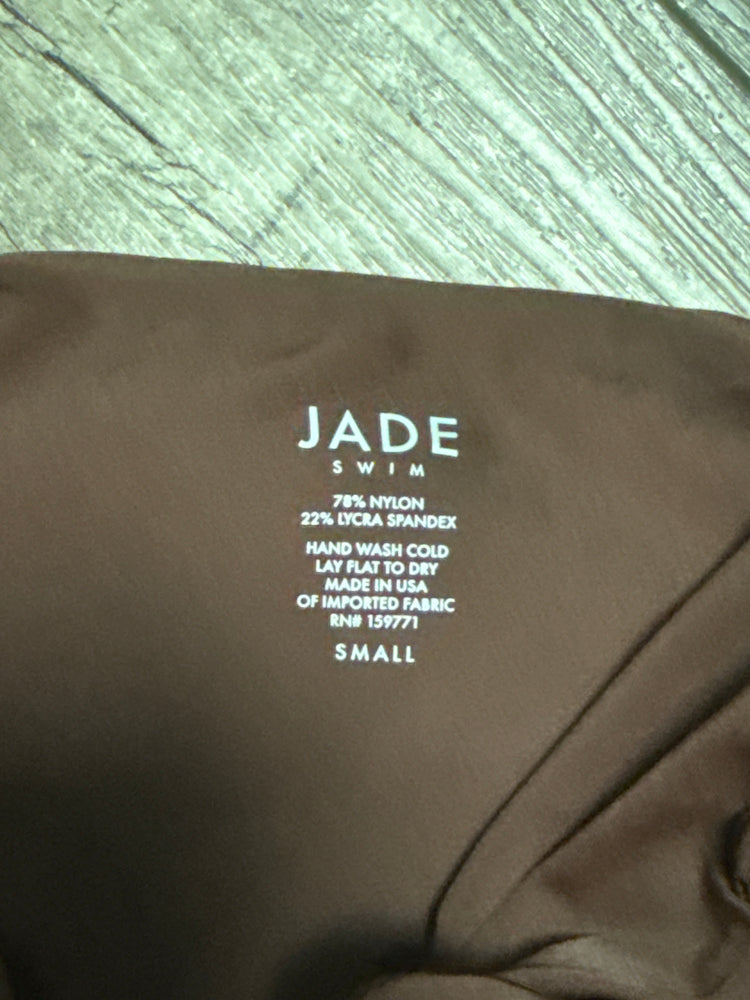 JADE
SWIM
78% NYLON
22% LYCRA SPANDEX
HAND WASH COLD
LAY FLAT TO DRY
MADE IN USA
OF IMPORTED FABRIC
RN# 159771
SMALL